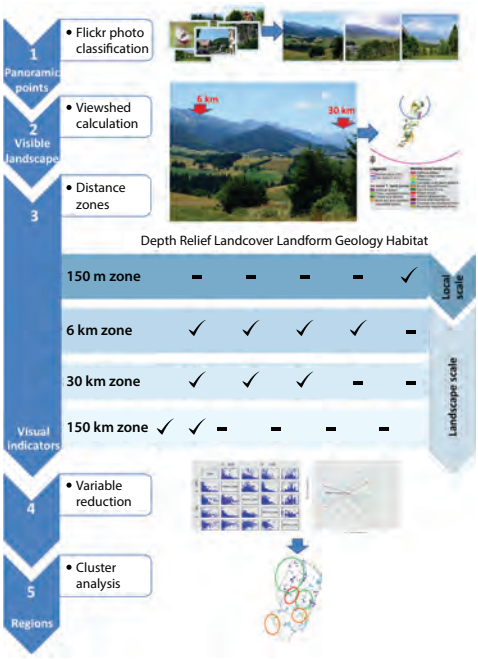 • Flickr photo
classification
1
Panoramic
points
• Viewshed
calculation
6 km
30 km
2
Visible
landscape
• Distance
zones
3
Depth Relief Landcover Landform Geology Habitat
150 m zone - - - - ✓
Local
scale
6 km zone ✓ ✓ ✓ ✓ -
30 km zone ✓ ✓ ✓ - -
Landscape scale
150 km zone ✓ ✓ - - - -
Visual
indicators
• Variable
reduction
4
• Cluster
analysis
5
Regions